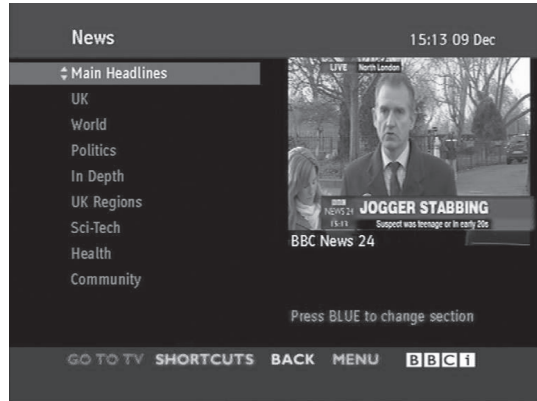 News
15:13 09 Dec
Main Headlines
UK
World
Politics
In Depth
UK Regions
Sci-Tech
Health
Community
LIVE North London
BBC
NEWS 24 JOGGER STABBING
15:13 Suspect was teenage or in early 20s
BBC News 24
Press BLUE to change section
GO TO TV SHORTCUTS BACK MENU BBCi